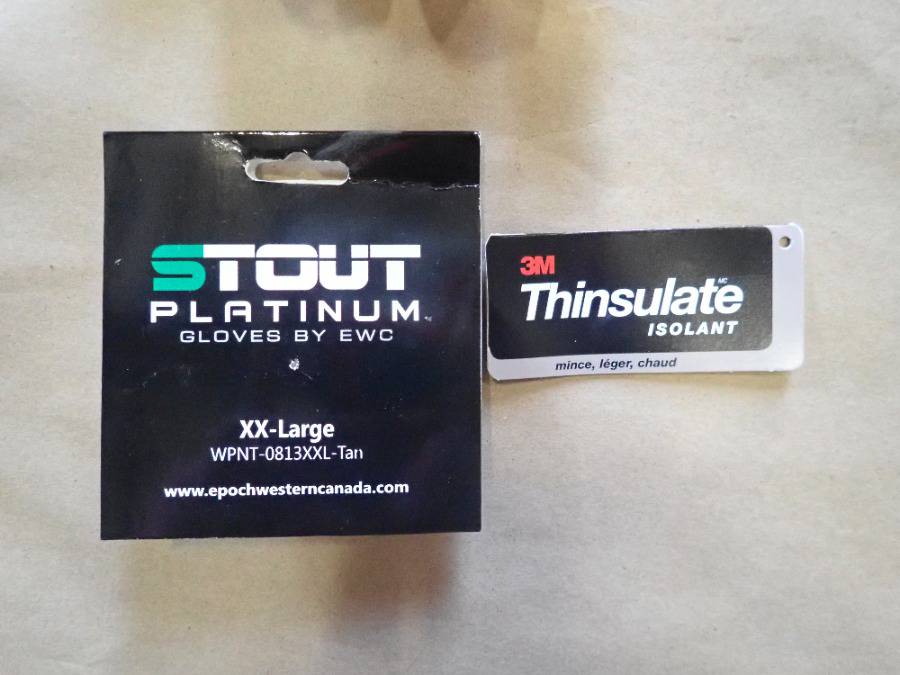 STOUT
PLATINUM
GLOVES BY EWC
XX-Large
WPNT-0813XXL-Tan
www.epochwesterncanada.com
3M
Thinsulate MC
ISOLANT
mince, léger, chaud